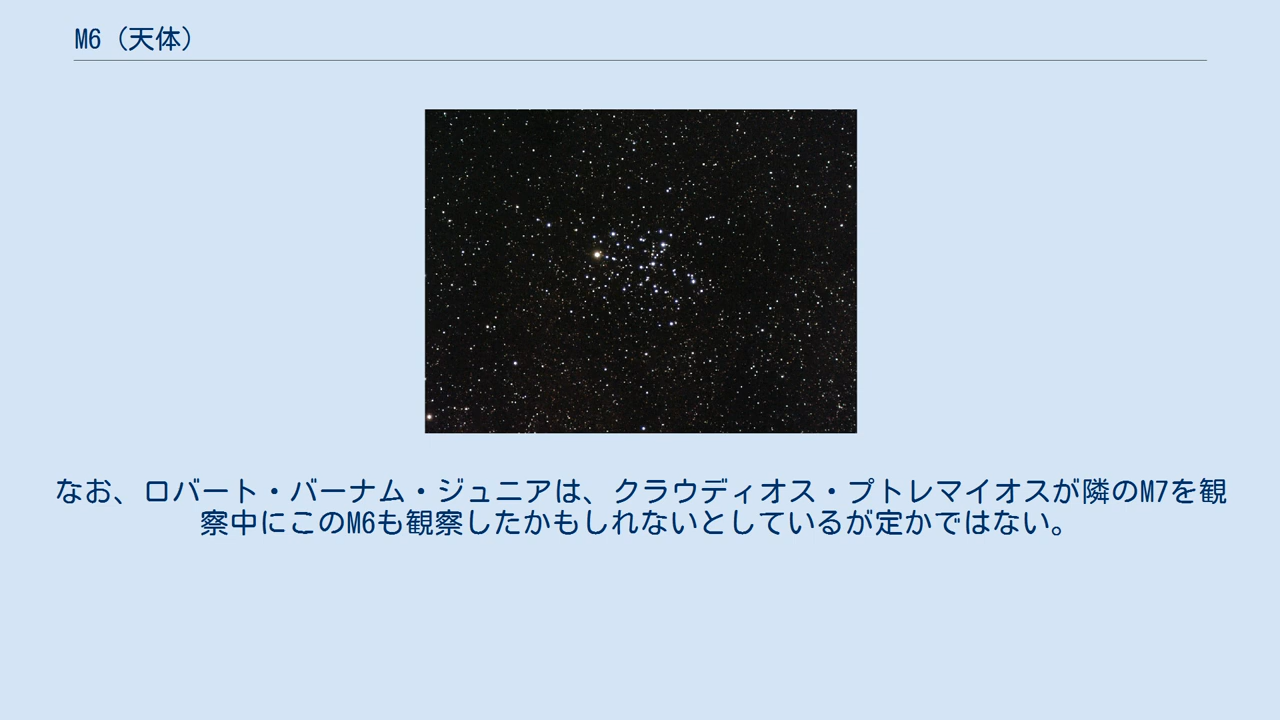 M6（天体）
なお、ロバート・バーナム・ジュニアは、クラウディオス・プトレマイオスが隣のM7を観
察中にこのM6も観察したかもしれないとしているが定かではない。